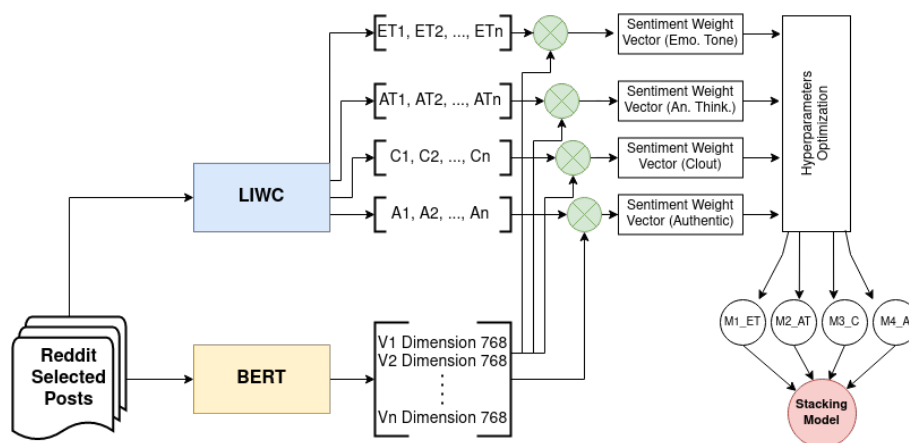 [ET1, ET2, ..., ETn]
Sentiment Weight
Vector (Emo. Tone)
[AT1, AT2, ..., ATn]
Sentiment Weight
Vector (An. Think.)
[C1, C2, ..., Cn]
Sentiment Weight
Vector (Clout)
[A1, A2, ..., An]
Sentiment Weight
Vector (Authentic)
Hyperparameters
Optimization
LIWC
Reddit
Selected
Posts
BERT
V1 Dimension 768
V2 Dimension 768
Vn Dimension 768
M1_ET
M2_AT
M3_C
M4_A
Stacking
Model